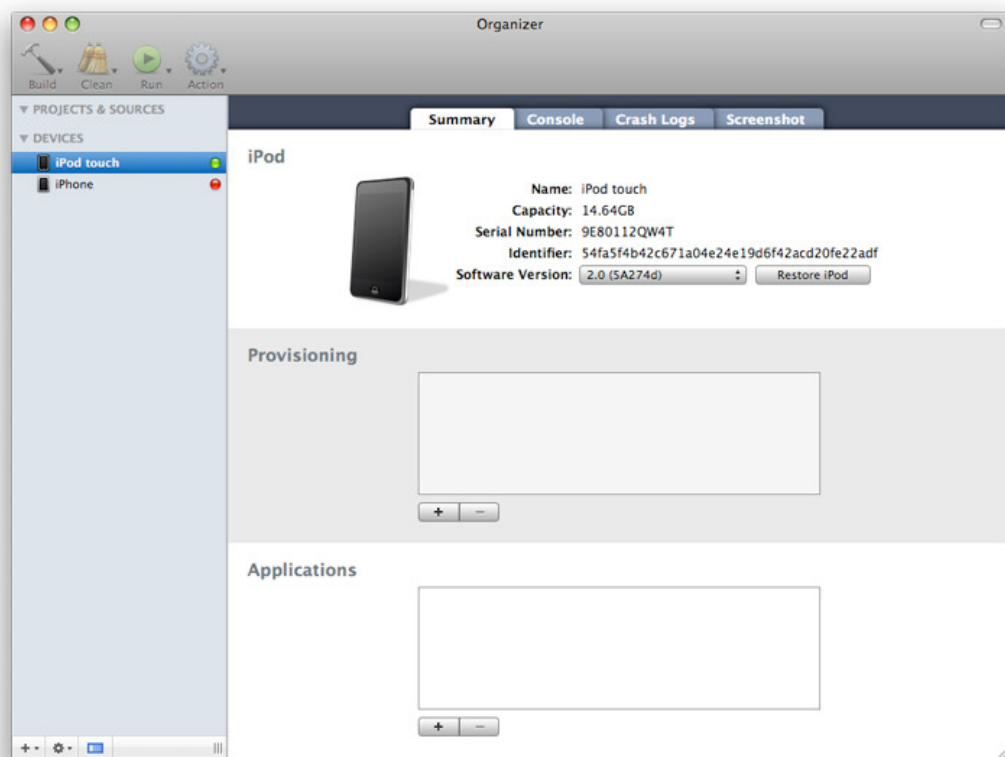 Organizer
Build Clean Run Action
PROJECTS & SOURCES
DEVICES
iPod touch
iPhone
Summary Console Crash Logs Screenshot
iPod
Name: iPod touch
Capacity: 14.64GB
Serial Number: 9E80112QW4T
Identifier: 54fa5f4b42c671a04e24e19d6f42acd20fe22adf
Software Version: 2.0 (5A274d) Restore iPod
Provisioning
Applications